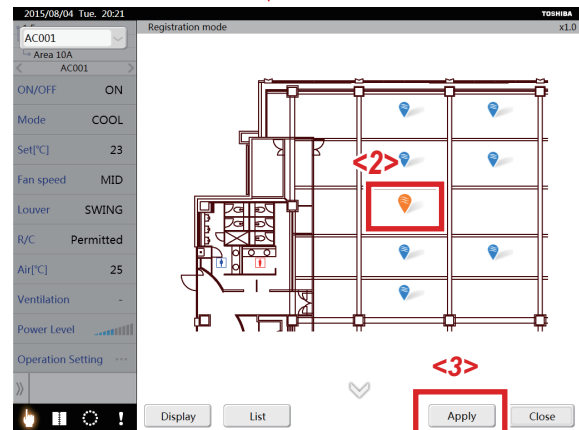 2015/08/04 Tue. 20:21
TOSHIBA
Registration mode
x1.0
AC001
Area 10A
< AC001 >
ON/OFF ON
Mode COOL
Set[°C] 23
Fan speed MID
Louver SWING
R/C Permitted
Air[°C] 25
Ventilation -
Power Level
Operation Setting ...
<2>
<3>
Display
List
Apply
Close